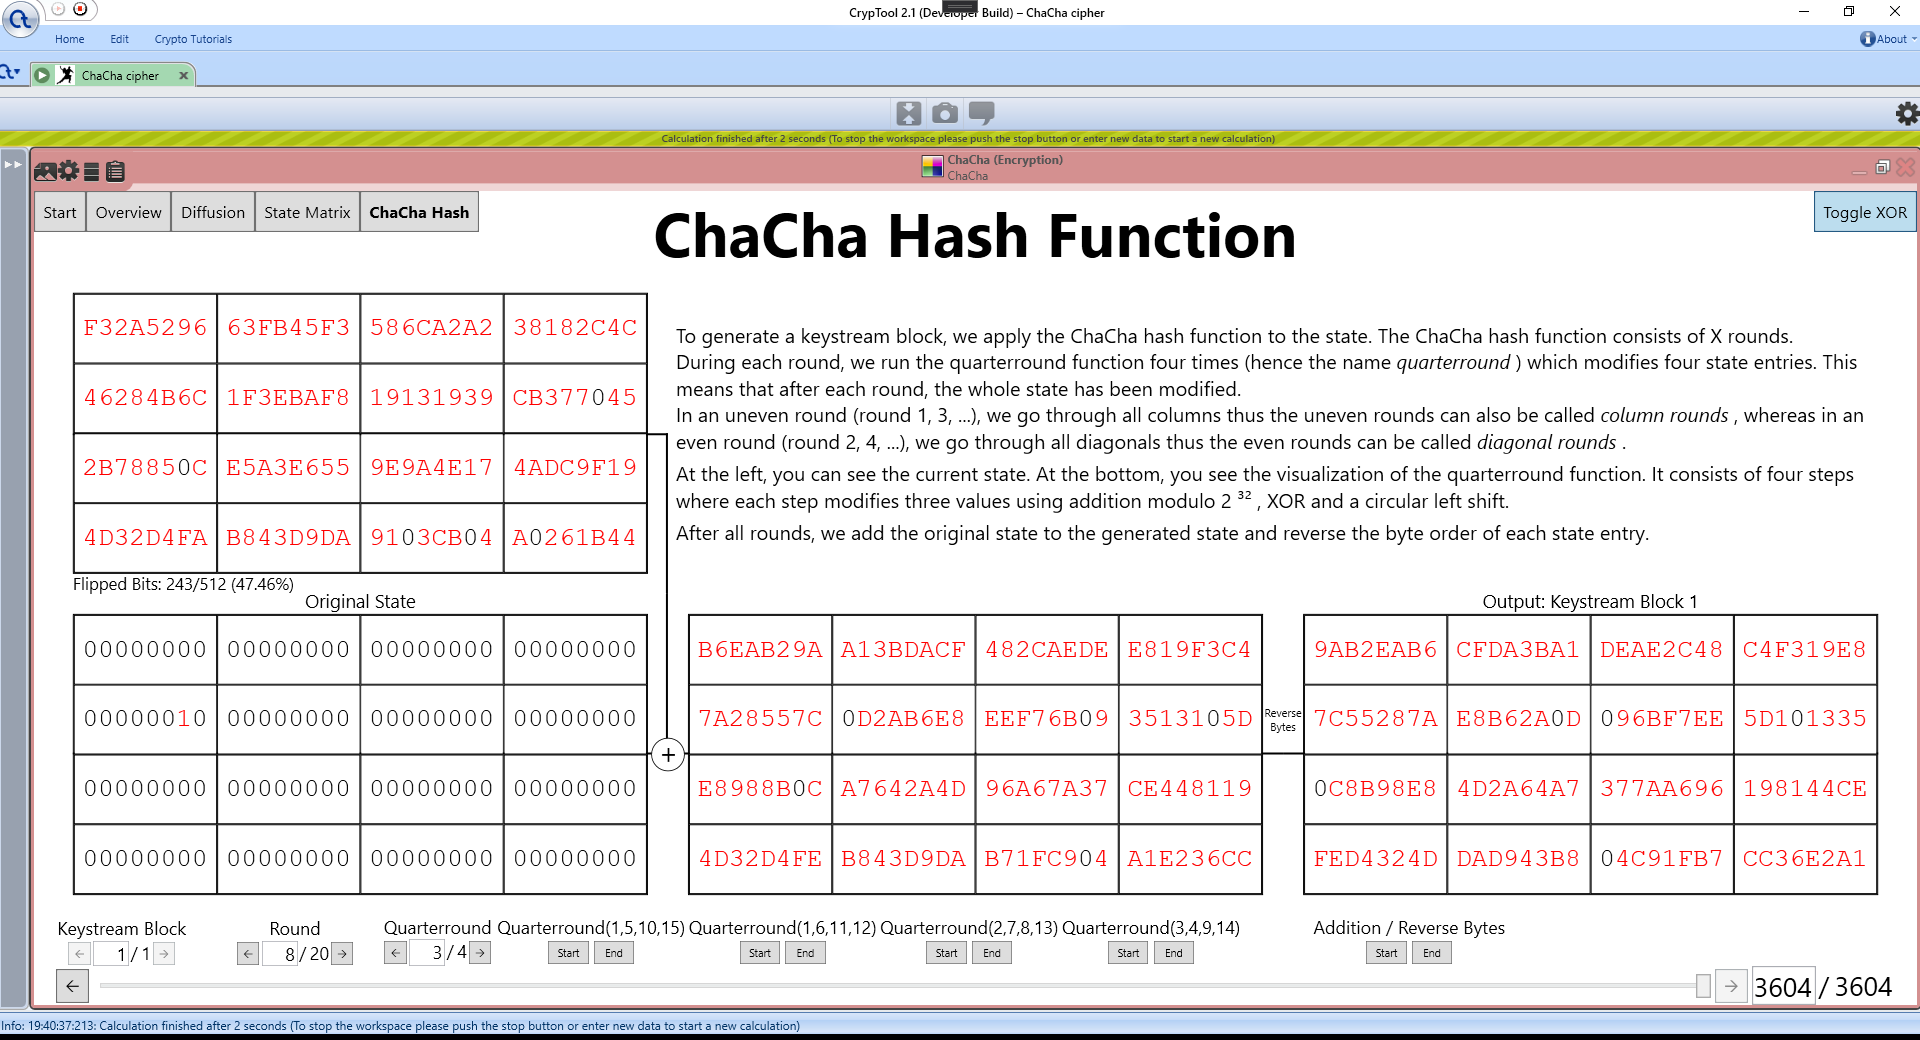 CrypTool 2.1 (Developer Build) – ChaCha cipher
Home Edit Crypto Tutorials
About
ChaCha cipher
Calculation finished after 2 seconds (To stop the workspace please push the stop button or enter new data to start a new calculation)
ChaCha (Encryption)
ChaCha
Start Overview Diffusion State Matrix ChaCha Hash
Toggle XOR
ChaCha Hash Function
F32A5296 63FB45F3 586CA2A2 38182C4C
46284B6C 1F3EBAF8 19131939 CB377045
2B78850C E5A3E655 9E9A4E17 4ADC9F19
4D32D4FA B843D9DA 9103CB04 A0261B44
Flipped Bits: 243/512 (47.46%)
To generate a keystream block, we apply the ChaCha hash function to the state. The ChaCha hash function consists of X rounds.
During each round, we run the quarterround function four times (hence the name quarterround ) which modifies four state entries. This
means that after each round, the whole state has been modified.
In an uneven round (round 1, 3, ...), we go through all columns thus the uneven rounds can also be called column rounds , whereas in an
even round (round 2, 4, ...), we go through all diagonals thus the even rounds can be called diagonal rounds .
At the left, you can see the current state. At the bottom, you see the visualization of the quarterround function. It consists of four steps
where each step modifies three values using addition modulo 2 ³² , XOR and a circular left shift.
After all rounds, we add the original state to the generated state and reverse the byte order of each state entry.
Original State
00000000 00000000 00000000 00000000
00000010 00000000 00000000 00000000
00000000 00000000 00000000 00000000
00000000 00000000 00000000 00000000
+
B6EAB29A A13BDACF 482CAEDE E819F3C4
7A28557C 0D2AB6E8 EEF76B09 3513105D
E8988B0C A7642A4D 96A67A37 CE448119
4D32D4FE B843D9DA B71FC904 A1E236CC
Reverse
Bytes
Output: Keystream Block 1
9AB2EAB6 CFDA3BA1 DEAE2C48 C4F319E8
7C55287A E8B62A0D 096BF7EE 5D101335
0C8B98E8 4D2A64A7 377AA696 198144CE
FED4324D DAD943B8 04C91FB7 CC36E2A1
Keystream Block Round Quarterround Quarterround(1,5,10,15) Quarterround(1,6,11,12) Quarterround(2,7,8,13) Quarterround(3,4,9,14) Addition / Reverse Bytes
← 1 / 1 → ← 8 / 20 → ← 3 / 4 → Start End Start End Start End Start End Start End
← → 3604 / 3604
Info: 19:40:37:213: Calculation finished after 2 seconds (To stop the workspace please push the stop button or enter new data to start a new calculation)